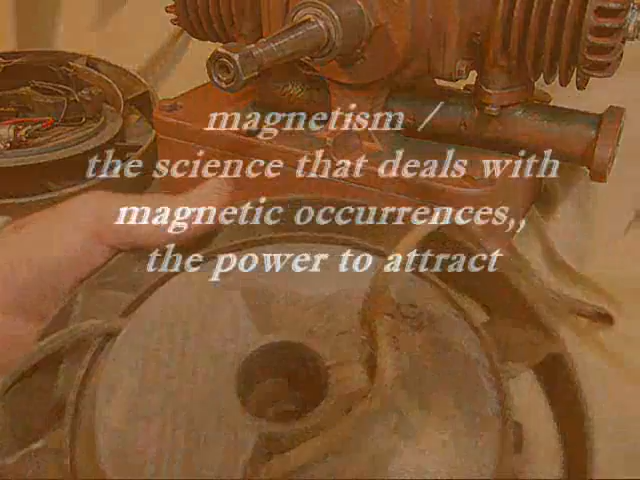 magnetism /
the science that deals with
magnetic occurrences,,
the power to attract